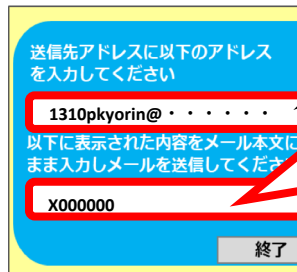 送信先アドレスに以下のアドレス
を入力してください
1310pkyorin@・・・・・・
以下に表示された内容をメール本文に
まま入力しメールを送信してくださ
X000000
終了